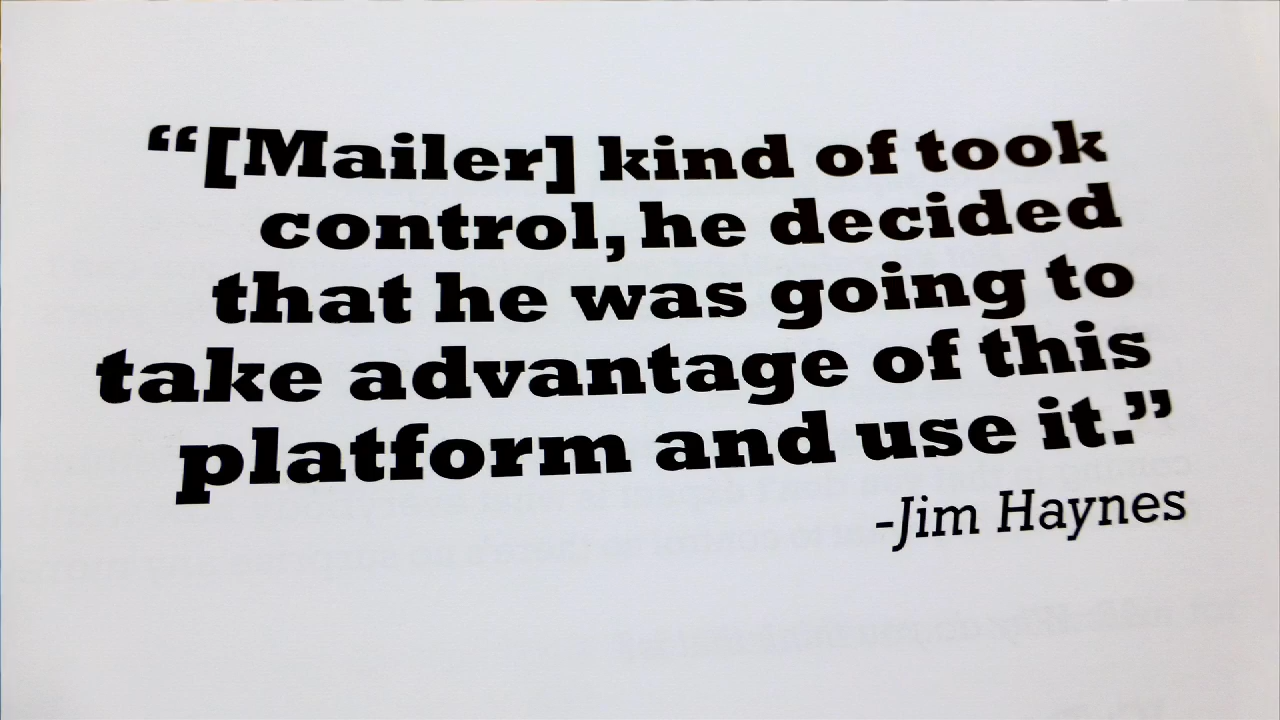 “[Mailer] kind of took
control, he decided
that he was going to
take advantage of this
platform and use it.”
-Jim Haynes